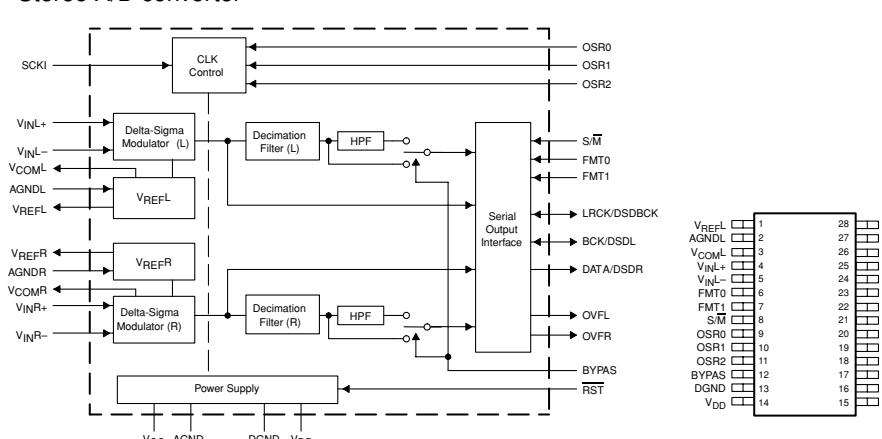 Stereo A/D converter
SCKI
CLK
Control
OSR0
OSR1
OSR2
VINL+
VINL–
VCOML
AGNDL
VREFL
Delta-Sigma
Modulator (L)
VREFL
Decimation
Filter (L)
HPF
S/M̅
FMT0
FMT1
Serial
Output
Interface
LRCK/DSDBCK
BCK/DSDL
DATA/DSDR
OVFL
OVFR
BYPAS
R̅S̅T̅
VREFR
AGNDR
VCOMR
VINR+
VINR–
VREFR
Delta-Sigma
Modulator (R)
Decimation
Filter (R)
HPF
Power Supply
VCC AGND DGND VDD
VREFL 1 28
AGNDL 2 27
VCOML 3 26
VINL+ 4 25
VINL– 5 24
FMT0 6 23
FMT1 7 22
S/M̅ 8 21
OSR0 9 20
OSR1 10 19
OSR2 11 18
BYPAS 12 17
DGND 13 16
VDD 14 15